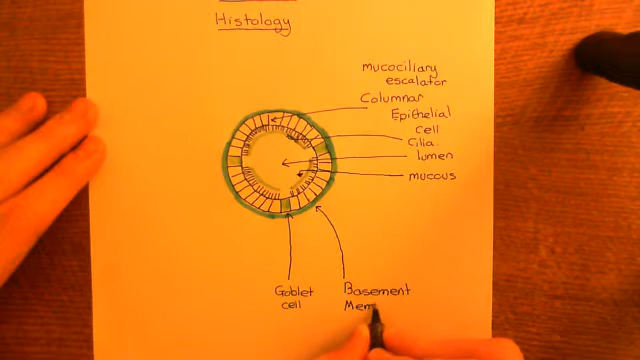 Histology
mucociliary
escalator
Columnar
Epithelial
cell
Cilia
lumen
mucous
Goblet
cell
Basement
Mem